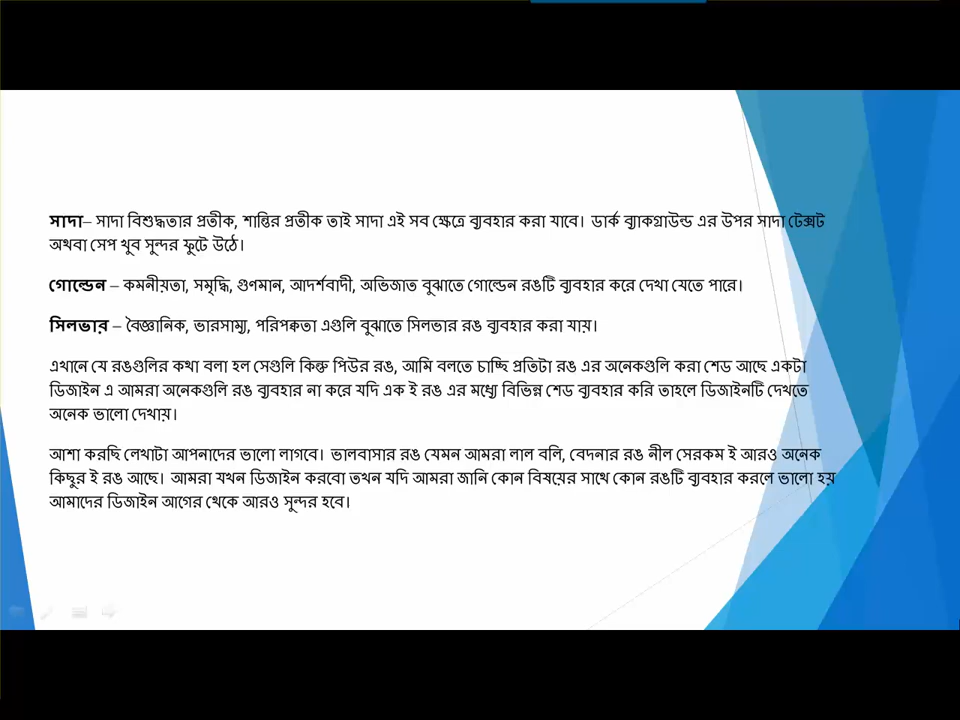 সাদা– সাদা বিশুদ্ধতার প্রতীক, শান্তির প্রতীক তাই সাদা এই সব ক্ষেত্রে ব্যবহার করা যাবে। ডার্ক ব্যাকগ্রাউন্ড এর উপর সাদা টেক্সট
অথবা সেপ খুব সুন্দর ফুটে উঠে।
গোল্ডেন – কমনীয়তা, সমৃদ্ধি, গুণমান, আদর্শবাদী, অভিজাত বুঝাতে গোল্ডেন রঙটি ব্যবহার করে দেখা যেতে পারে।
সিলভার – বৈজ্ঞানিক, ভারসাম্য, পরিপক্বতা এগুলি বুঝাতে সিলভার রঙ ব্যবহার করা যায়।
এখানে যে রঙগুলির কথা বলা হল সেগুলি কিন্তু পিউর রঙ, আমি বলতে চাচ্ছি প্রতিটা রঙ এর অনেকগুলি করা শেড আছে একটা
ডিজাইন এ আমরা অনেকগুলি রঙ ব্যবহার না করে যদি এক ই রঙ এর মধ্যে বিভিন্ন শেড ব্যবহার করি তাহলে ডিজাইনটি দেখতে
অনেক ভালো দেখায়।
আশা করছি লেখাটা আপনাদের ভালো লাগবে। ভালবাসার রঙ যেমন আমরা লাল বলি, বেদনার রঙ নীল সেরকম ই আরও অনেক
কিছুর ই রঙ আছে। আমরা যখন ডিজাইন করবো তখন যদি আমরা জানি কোন বিষয়ের সাথে কোন রঙটি ব্যবহার করলে ভালো হয়
আমাদের ডিজাইন আগের থেকে আরও সুন্দর হবে।